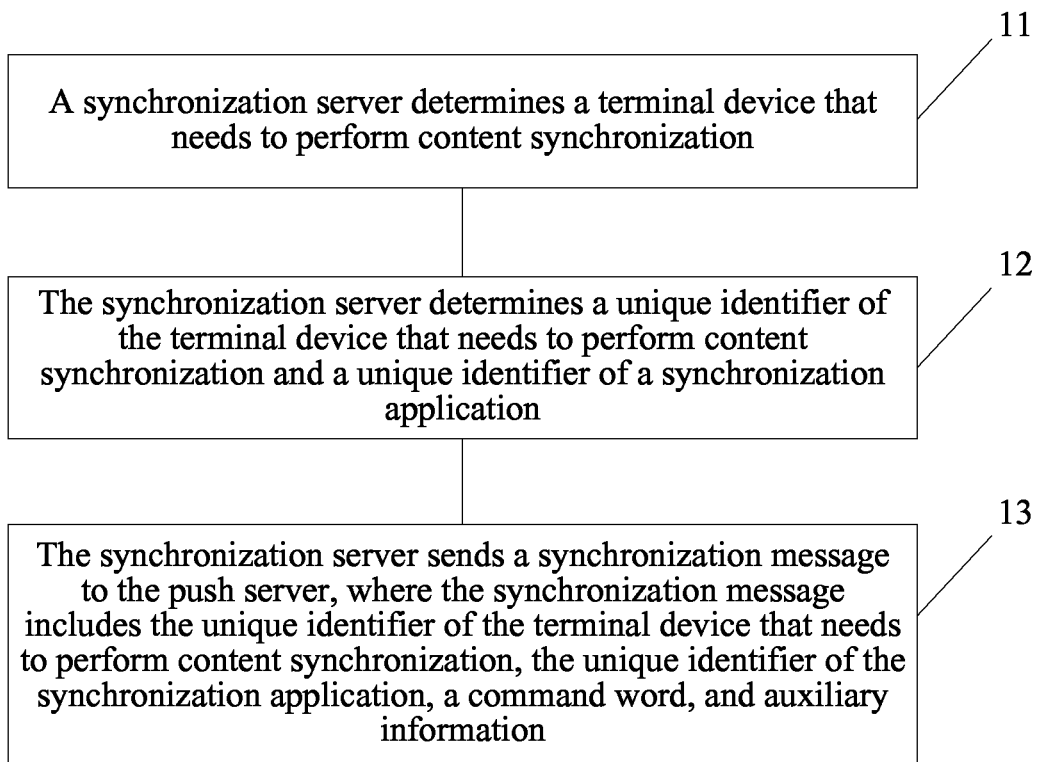 11
A synchronization server determines a terminal device that
needs to perform content synchronization
12
The synchronization server determines a unique identifier of
the terminal device that needs to perform content
synchronization and a unique identifier of a synchronization
application
13
The synchronization server sends a synchronization message
to the push server, where the synchronization message
includes the unique identifier of the terminal device that needs
to perform content synchronization, the unique identifier of the
synchronization application, a command word, and auxiliary
information